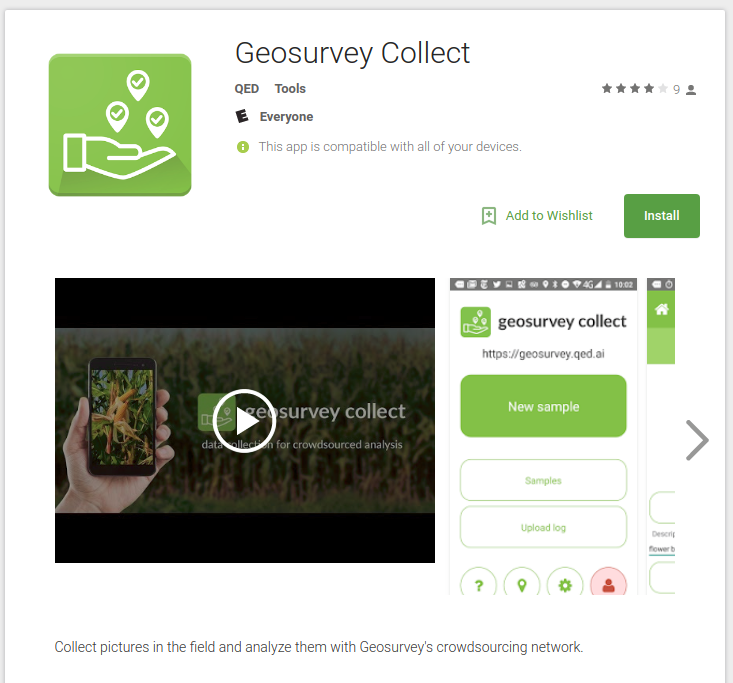 Geosurvey Collect
QED Tools
9
Everyone
This app is compatible with all of your devices.
Add to Wishlist
Install
geosurvey collect
data collection for crowdsourced analysis
4G 10:02
geosurvey collect
https://geosurvey.qed.ai
New sample
Samples
Upload log
?
Descrip
flower b
Collect pictures in the field and analyze them with Geosurvey's crowdsourcing network.